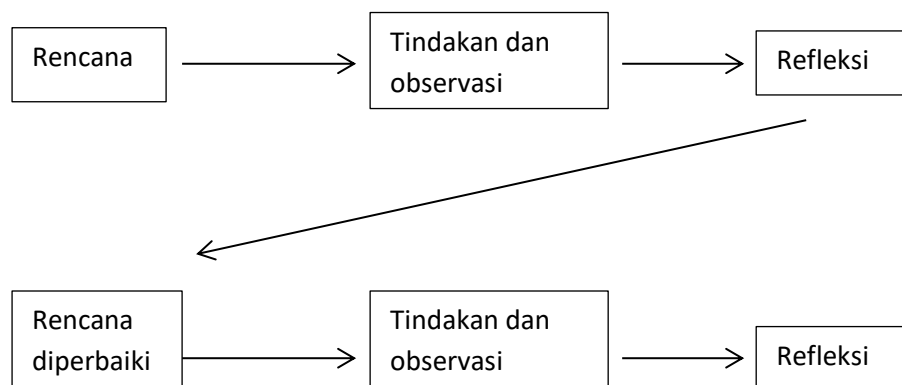 Rencana
Tindakan dan
observasi
Refleksi
Rencana
diperbaiki
Tindakan dan
observasi
Refleksi